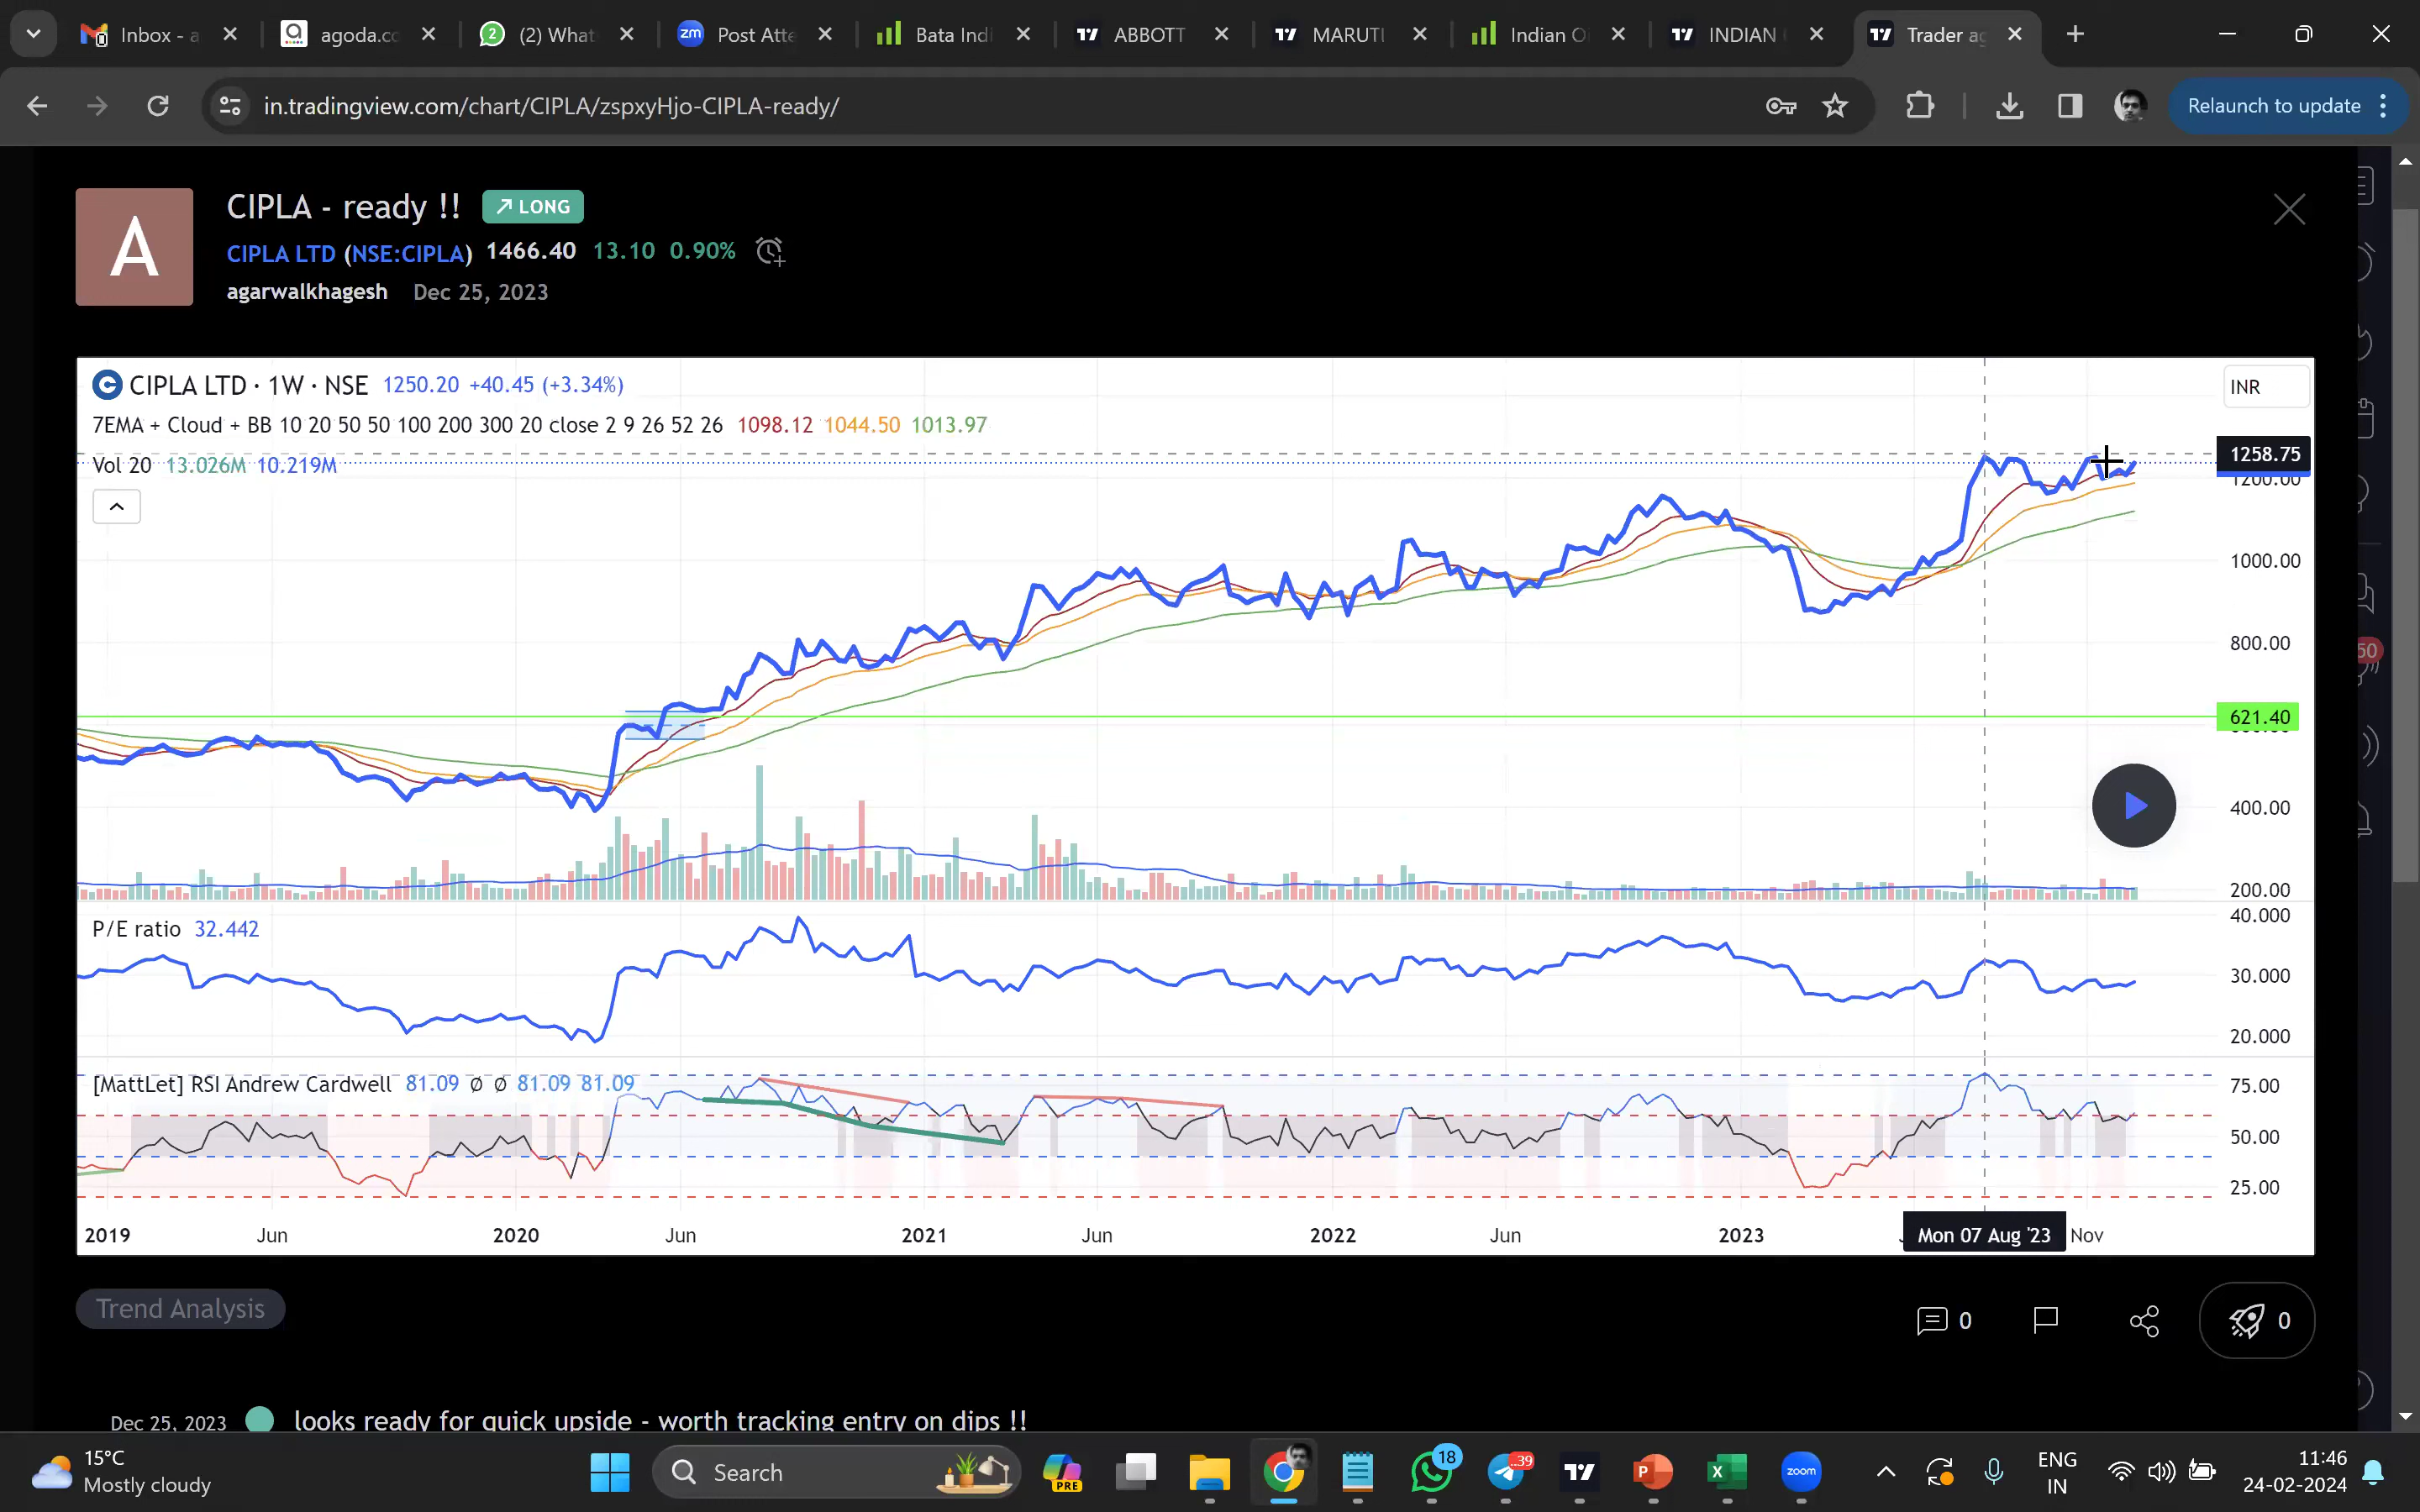 Inbox - a
agoda.co
(2) What
Post Atte
Bata Indi
ABBOTT
MARUTI
Indian O
INDIAN
Trader ag
in.tradingview.com/chart/CIPLA/zspxyHjo-CIPLA-ready/
Relaunch to update
A
CIPLA - ready !!
LONG
CIPLA LTD (NSE:CIPLA) 1466.40 13.10 0.90%
agarwalkhagesh Dec 25, 2023
CIPLA LTD · 1W · NSE 1250.20 +40.45 (+3.34%)
INR
7EMA + Cloud + BB 10 20 50 50 100 200 300 20 close 2 9 26 52 26 1098.12 1044.50 1013.97
Vol 20 13.026M 10.219M
1258.75
1200.00
1000.00
800.00
621.40
400.00
200.00
P/E ratio 32.442
40.000
30.000
20.000
[MattLet] RSI Andrew Cardwell 81.09 Ø Ø 81.09 81.09
75.00
50.00
25.00
2019 Jun 2020 Jun 2021 Jun 2022 Jun 2023 Mon 07 Aug '23 Nov
Trend Analysis
0
0
50
Dec 25, 2023 looks ready for quick upside - worth tracking entry on dips !!
15°C
Mostly cloudy
Search
PRE
18
..39
zoom
ENG
IN
11:46
24-02-2024